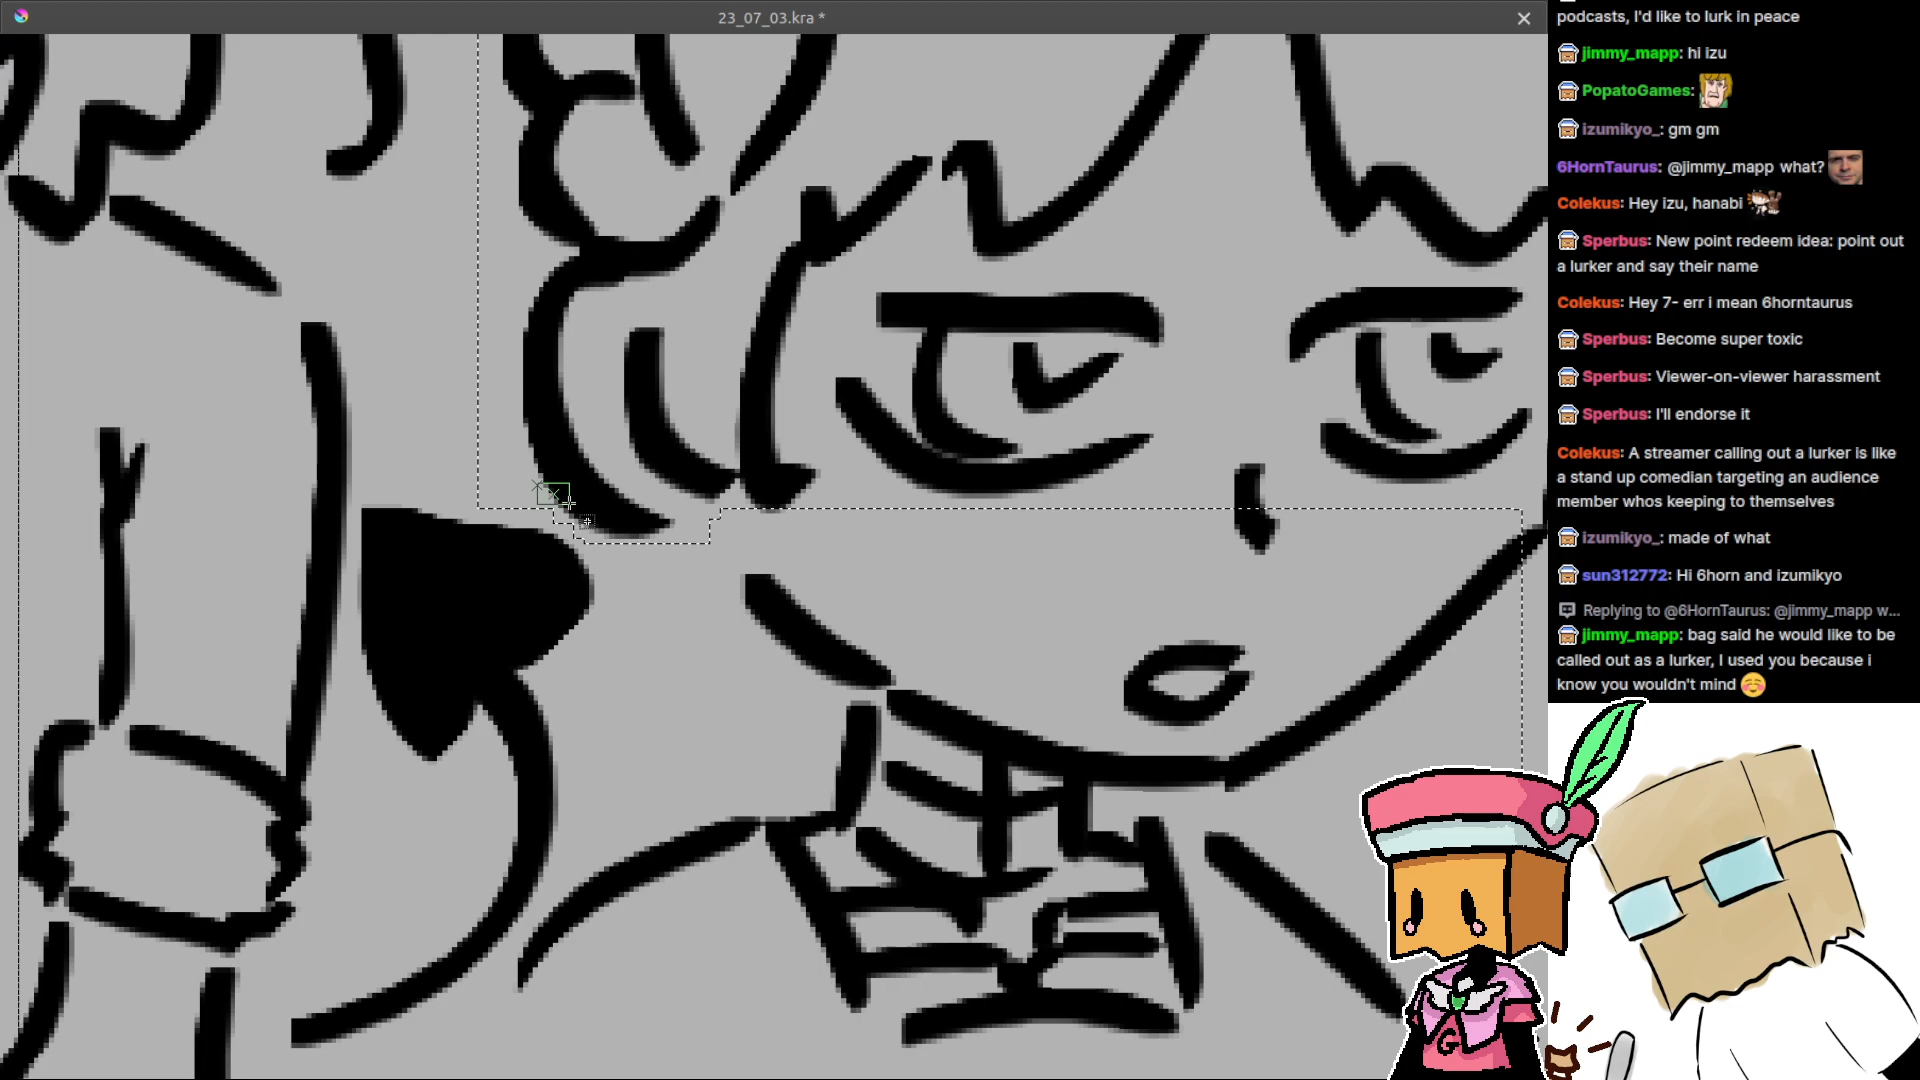 23_07_03.kra *
podcasts, I'd like to lurk in peace
jimmy_mapp: hi izu
PopatoGames:
izumikyo_: gm gm
6HornTaurus: @jimmy_mapp what?
Colekus: Hey izu, hanabi
Sperbus: New point redeem idea: point out
a lurker and say their name
Colekus: Hey 7- err i mean 6horntaurus
Sperbus: Become super toxic
Sperbus: Viewer-on-viewer harassment
Sperbus: I'll endorse it
Colekus: A streamer calling out a lurker is like
a stand up comedian targeting an audience
member whos keeping to themselves
izumikyo_: made of what
sun312772: Hi 6horn and izumikyo
Replying to @6HornTaurus: @jimmy_mapp w...
jimmy_mapp: bag said he would like to be
called out as a lurker, I used you because i
know you wouldn't mind ☺️
G